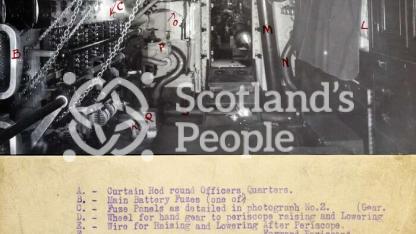 C
O
P
M
L
B
N
Q
Scotland's
People
A. - Curtain Rod round Officers Quarters.
B. - Main Battery Fuzes (one of)
C. - Fuze Panels as detailed in photograph No.2. (Gear.
D. - Wheel for hand gear to periscope raising and Lowering
E. - Wire for Raising and Lowering After Periscope.